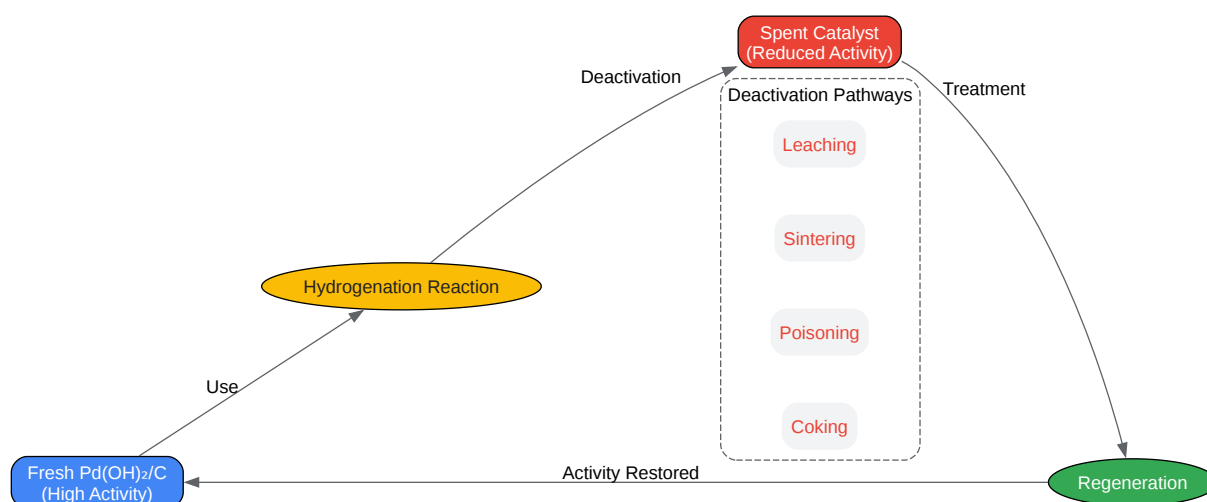 Spent Catalyst
(Reduced Activity)
Deactivation
Treatment
Deactivation Pathways
Leaching
Sintering
Hydrogenation Reaction
Poisoning
Use
Coking
Fresh Pd(OH)₂/C
(High Activity)
Activity Restored
Regeneration